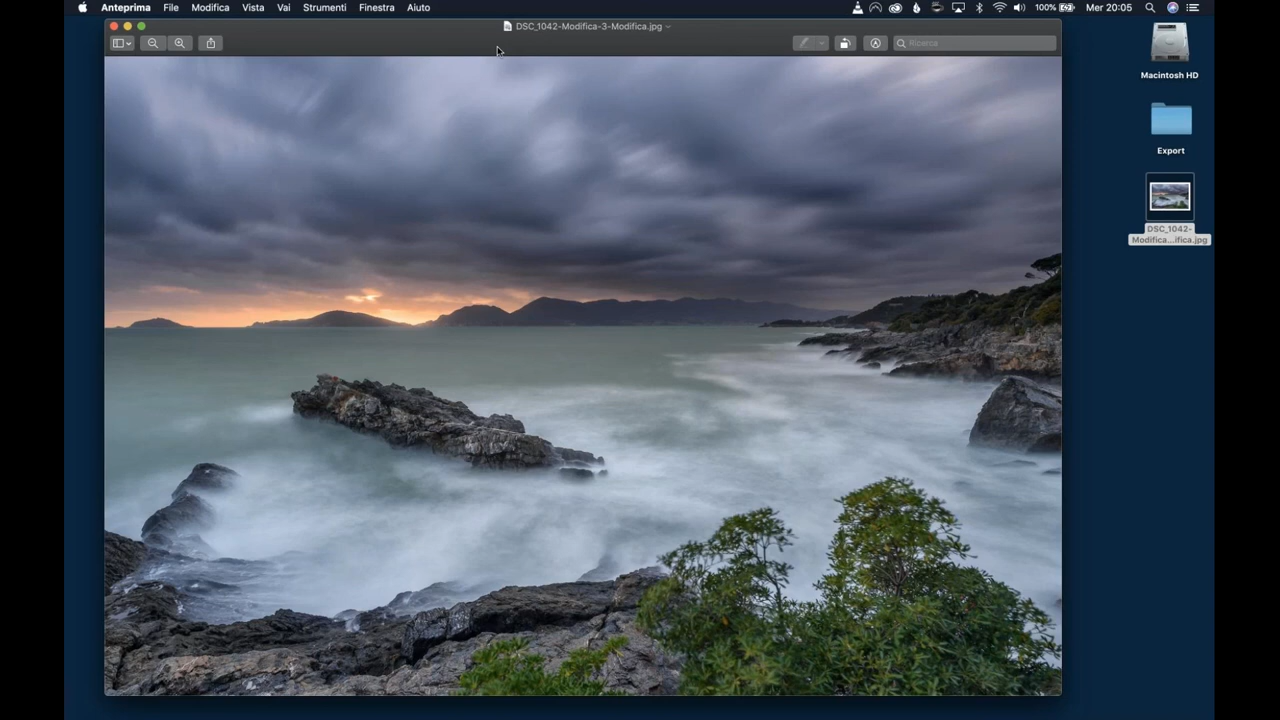 Anteprima File Modifica Vista Vai Strumenti Finestra Aiuto 100% Mer 20:05
DSC_1042-Modifica-3-Modifica.jpg
Ricerca
Macintosh HD
Export
DSC_1042-
Modifica...ifica.jpg